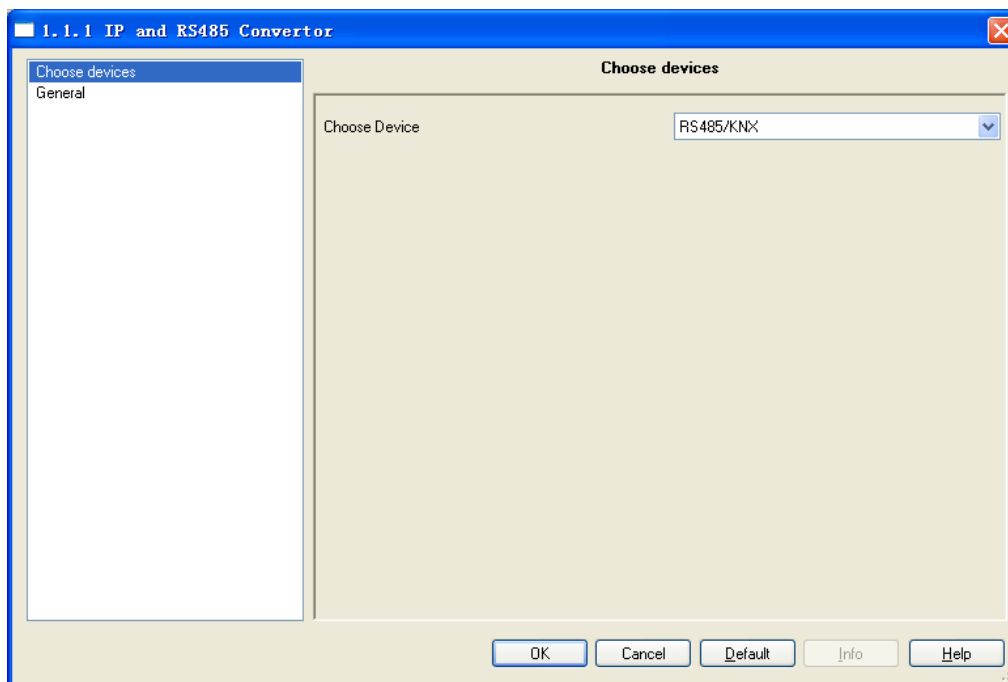 1.1.1 IP and RS485 Convertor
Choose devices
General
Choose devices
Choose Device
RS485/KNX
OK
Cancel
Default
Info
Help